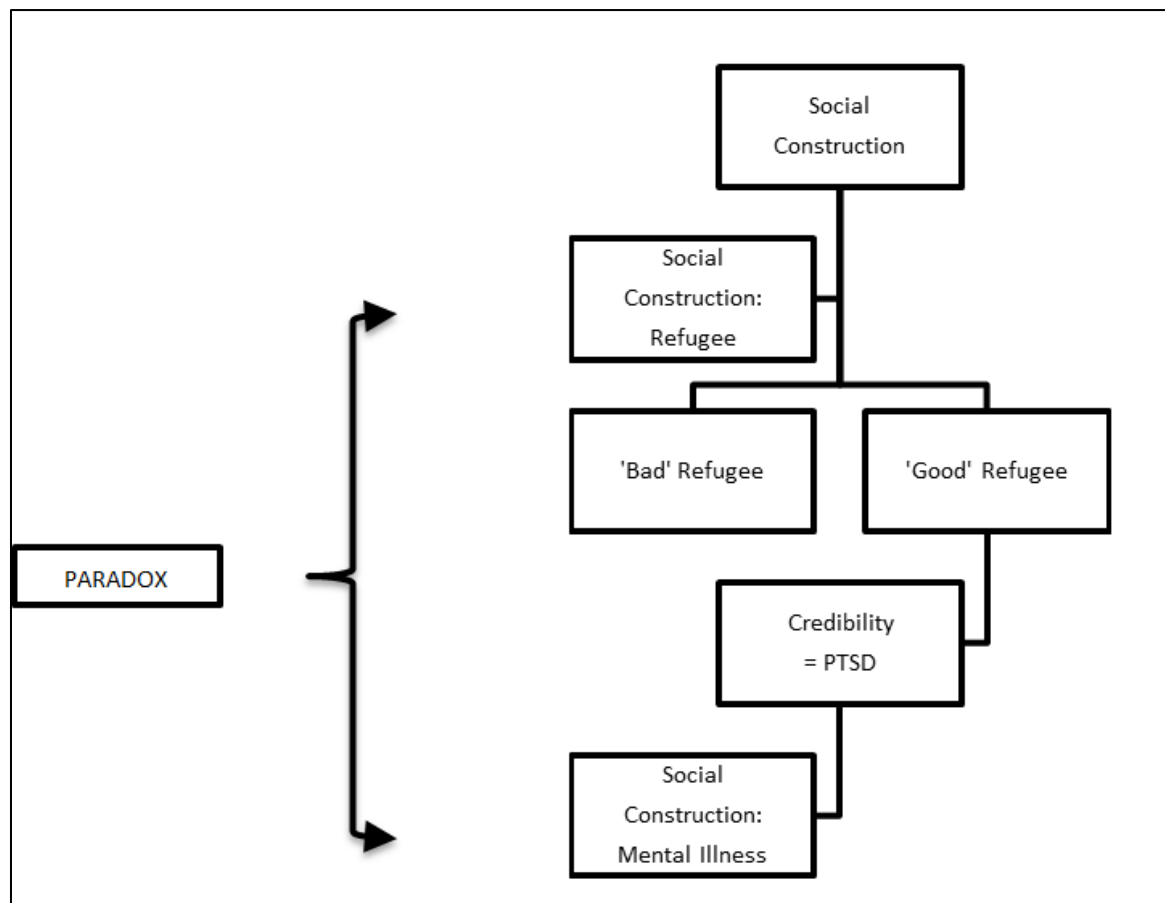 Social
Construction
Social
Construction:
Refugee
'Bad' Refugee
'Good' Refugee
PARADOX
Credibility
= PTSD
Social
Construction:
Mental Illness